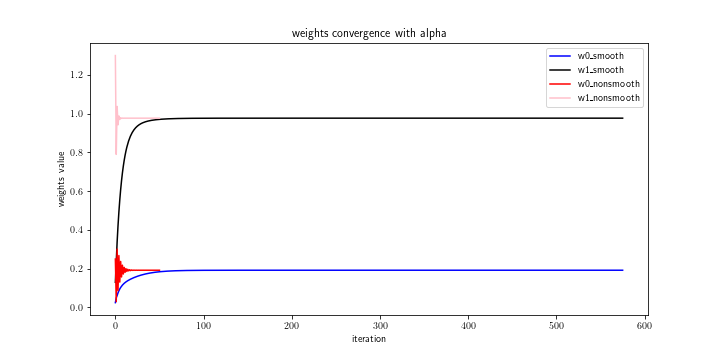 weights convergence with alpha
w0_smooth
w1_smooth
w0_nonsmooth
w1_nonsmooth
weights value
1.2
1.0
0.8
0.6
0.4
0.2
0.0
0 100 200 300 400 500 600
iteration